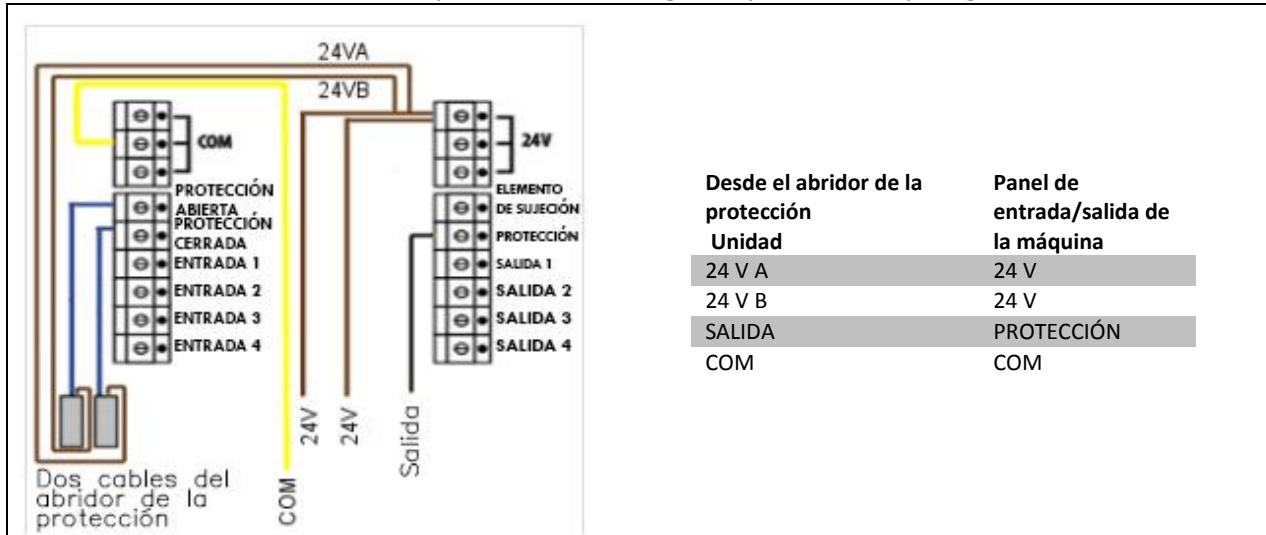 24VA
24VB
COM
24V
PROTECCIÓN
ABIERTA
PROTECCIÓN
CERRADA
ENTRADA 1
ENTRADA 2
ENTRADA 3
ENTRADA 4
ELEMENTO
DE SUJECIÓN
PROTECCIÓN
SALIDA 1
SALIDA 2
SALIDA 3
SALIDA 4
24V
24V
Salida
COM
Dos cables del
abridor de la
protección
Desde el abridor de la
protección
Unidad
Panel de
entrada/salida de
la máquina
24 V A 24 V
24 V B 24 V
SALIDA PROTECCIÓN
COM COM